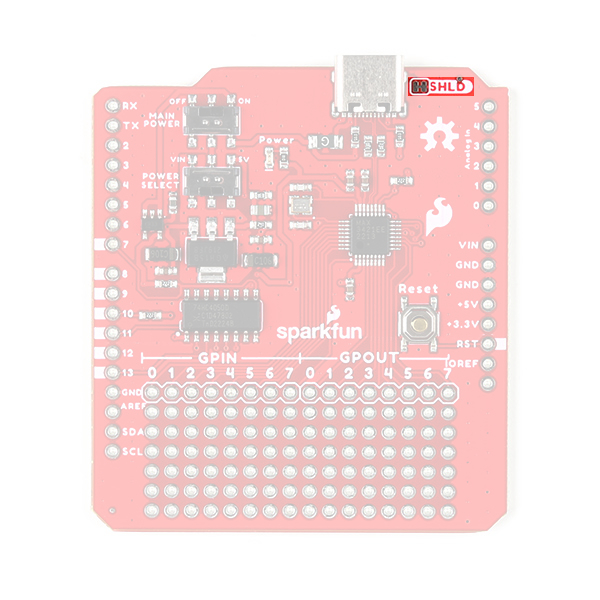 SHLD
OFF ON
MAIN
POWER
VIN 5V
POWER
SELECT
Power
RX
TX
2
3
4
5
6
7
8
9
10
11
12
13
GND
AREF
SDA
SCL
5
4
3
2
1
0
Analog In
VIN
GND
GND
+5V
+3.3V
RST
IOREF
Reset
sparkfun
GPIN GPOUT
0 1 2 3 4 5 6 7 0 1 2 3 4 5 6 7